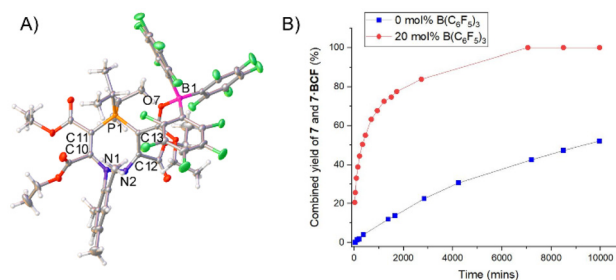 A)
B1
O7
P1
C11
C13
C10
C12
N1
N2
B)
0 mol% B(C₆F₅)₃
20 mol% B(C₆F₅)₃
Combined yield of 7 and 7-BCF (%)
100
80
60
40
20
0
0 2000 4000 6000 8000 10000
Time (mins)